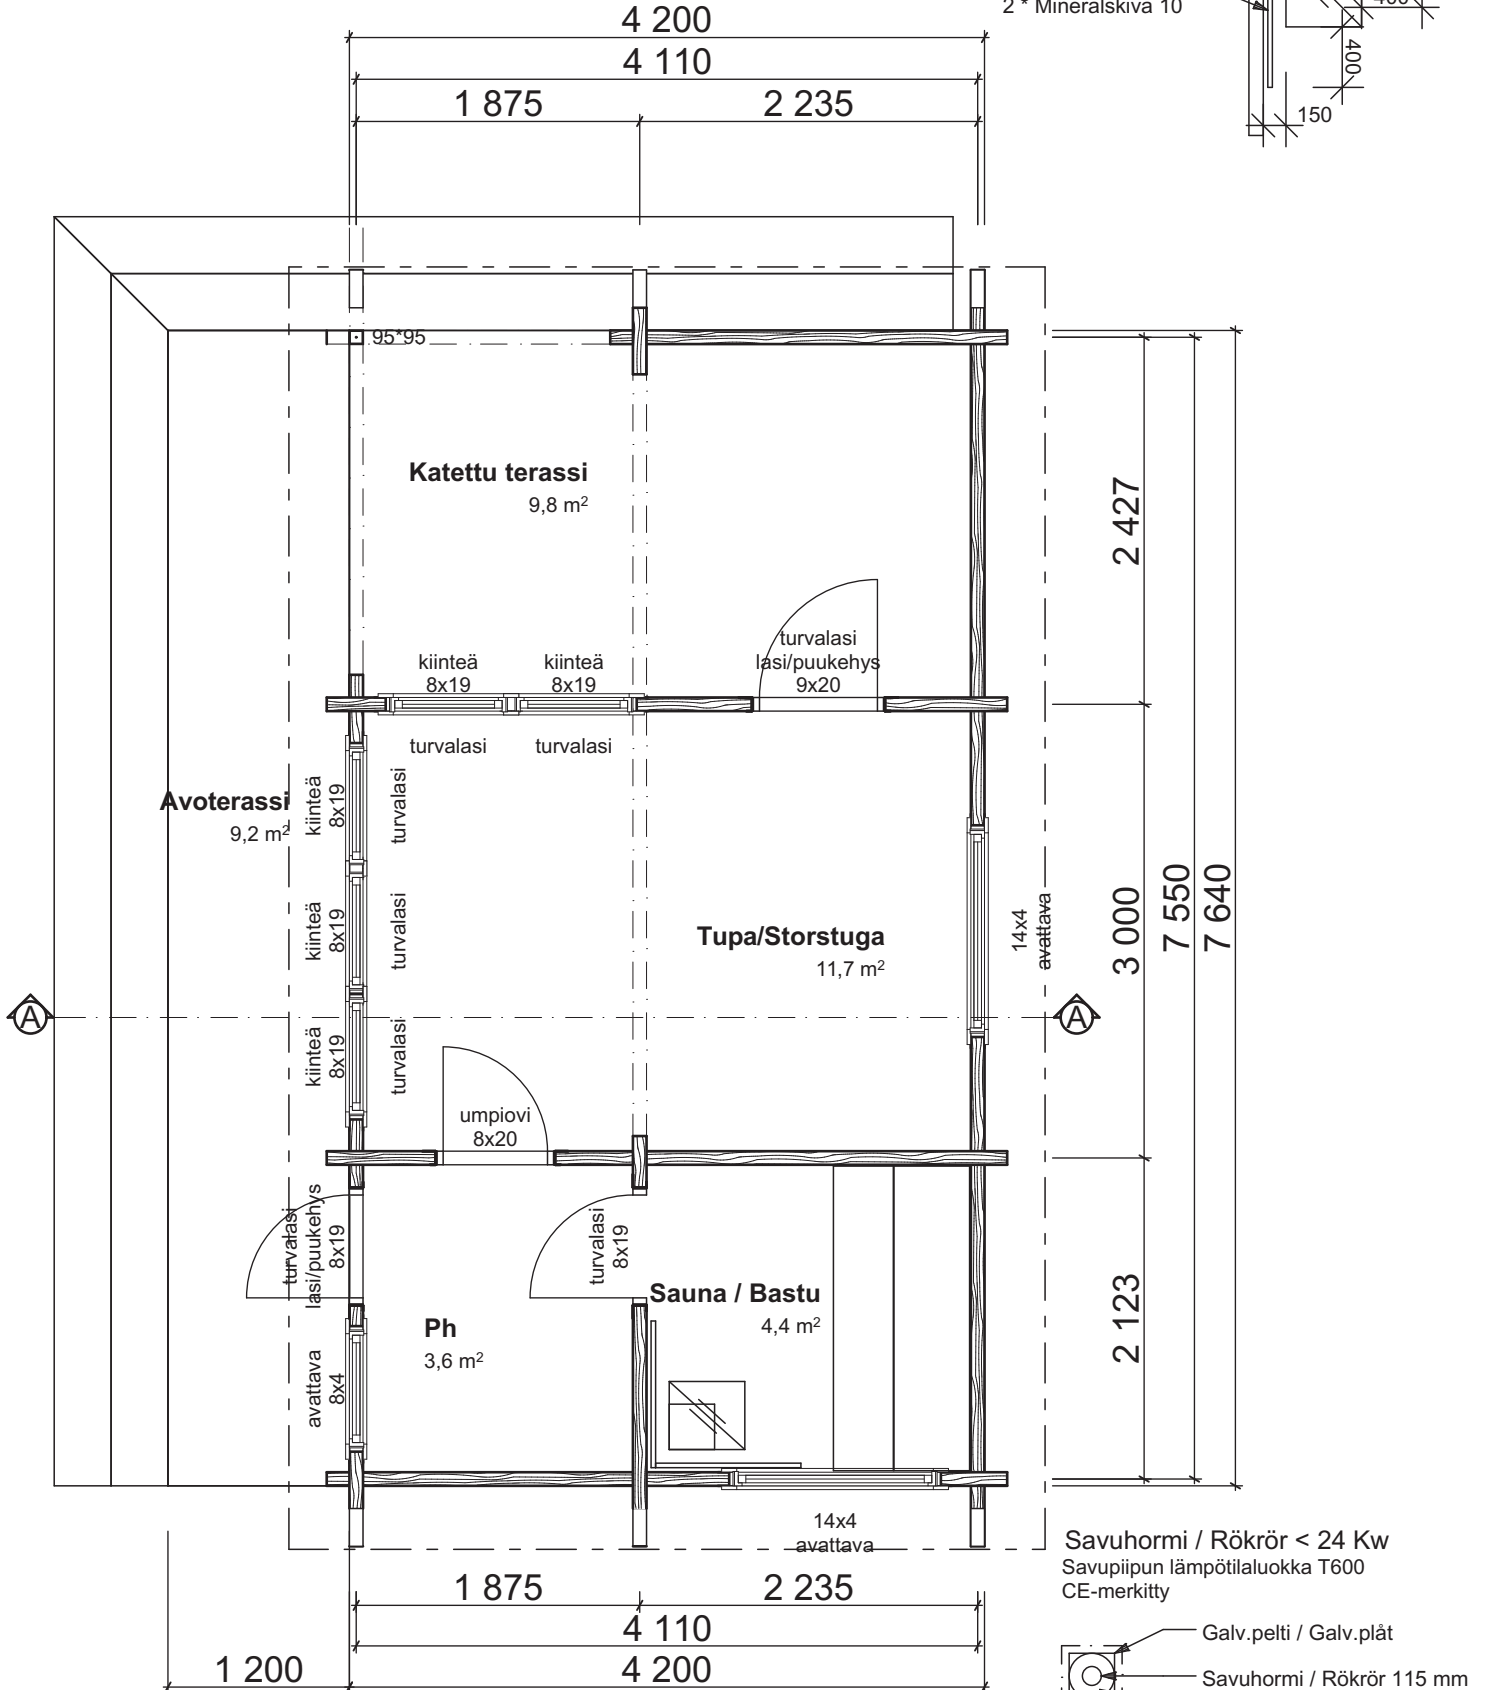 2 * Mineralskiva 10
400
400
150
4 200
4 110
1 875
2 235
95*95
Katettu terassi
9,8 m²
2 427
turvalasi
lasi/puukehys
9x20
kiinteä
8x19
kiinteä
8x19
turvalasi
turvalasi
Avoterassi
9,2 m²
kiinteä
8x19
turvalasi
kiinteä
8x19
turvalasi
kiinteä
8x19
turvalasi
Tupa/Storstuga
11,7 m²
14x4
avattava
3 000
7 550
7 640
A
A
umpiovi
8x20
turvalasi
lasi/puukehys
8x19
turvalasi
8x19
Sauna / Bastu
4,4 m²
Ph
3,6 m²
avattava
8x4
2 123
14x4
avattava
Savuhormi / Rökrör < 24 Kw
Savupiipun lämpötilaluokka T600
CE-merkitty
1 875
2 235
4 110
1 200
4 200
Galv.pelti / Galv.plåt
Savuhormi / Rökrör 115 mm